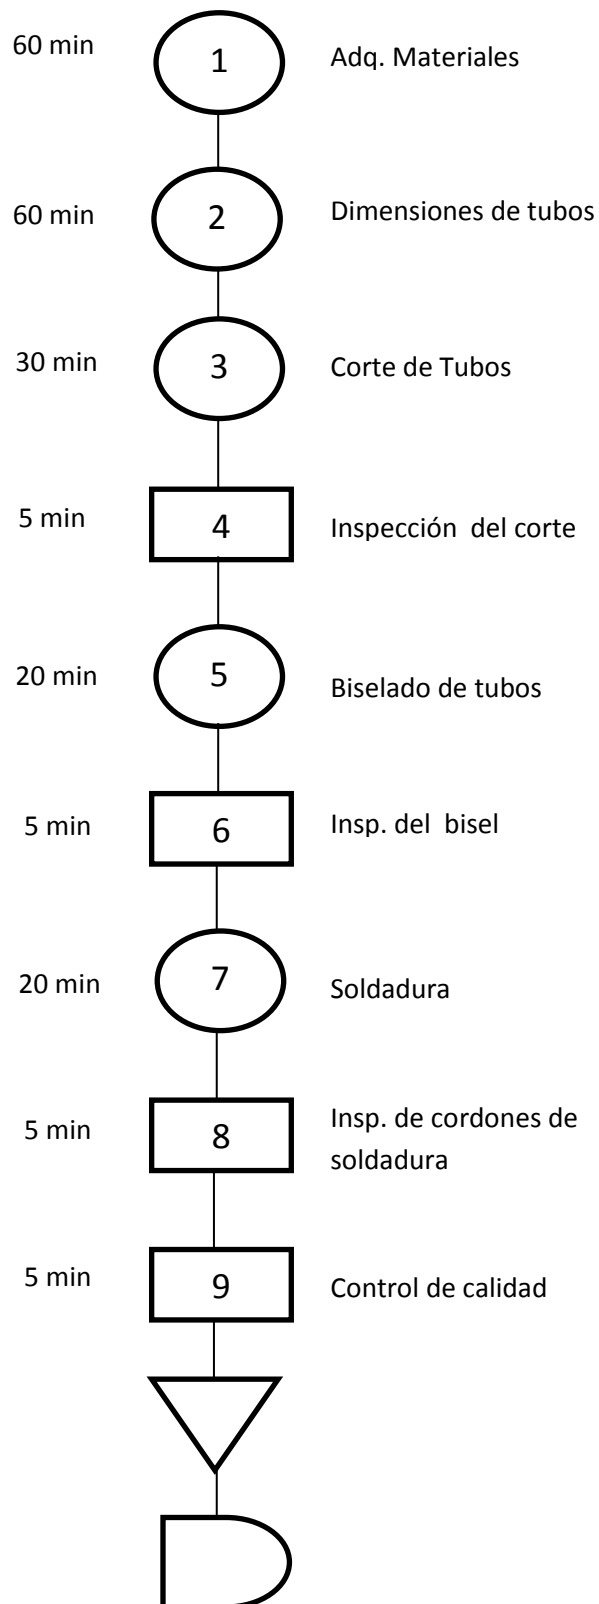 60 min 1 Adq. Materiales
60 min 2 Dimensiones de tubos
30 min 3 Corte de Tubos
5 min 4 Inspección  del corte
20 min 5 Biselado de tubos
5 min 6 Insp. del  bisel
20 min 7 Soldadura
5 min 8 Insp. de cordones de
soldadura
5 min 9 Control de calidad